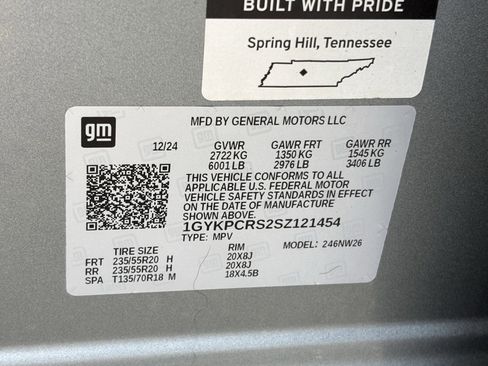 BUILT WITH PRIDE
Spring Hill, Tennessee
gm
MFD BY GENERAL MOTORS LLC
12/24 GVWR GAWR FRT GAWR RR
2722 KG 1350 KG 1545 KG
6001 LB 2976 LB 3406 LB
THIS VEHICLE CONFORMS TO ALL
APPLICABLE U.S. FEDERAL MOTOR
VEHICLE SAFETY STANDARDS IN EFFECT
ON THE DATE OF MANUFACTURE
SHOWN ABOVE.
1GYKPCRS2SZ121454
TYPE: MPV MODEL: 246NW26
TIRE SIZE RIM
FRT 235/55R20 H 20X8J
RR 235/55R20 H 20X8J
SPA T135/70R18 M 18X4.5B